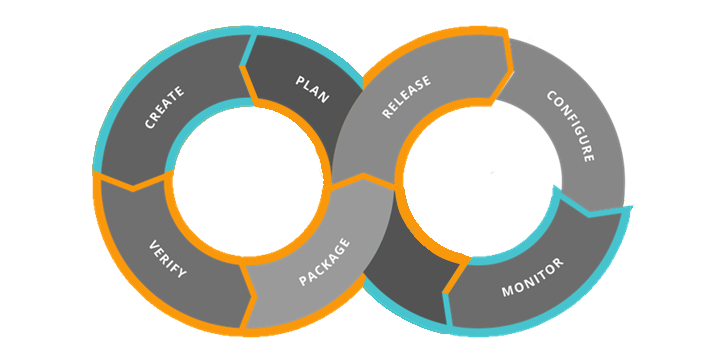 CREATE
PLAN
RELEASE
CONFIGURE
VERIFY
PACKAGE
MONITOR